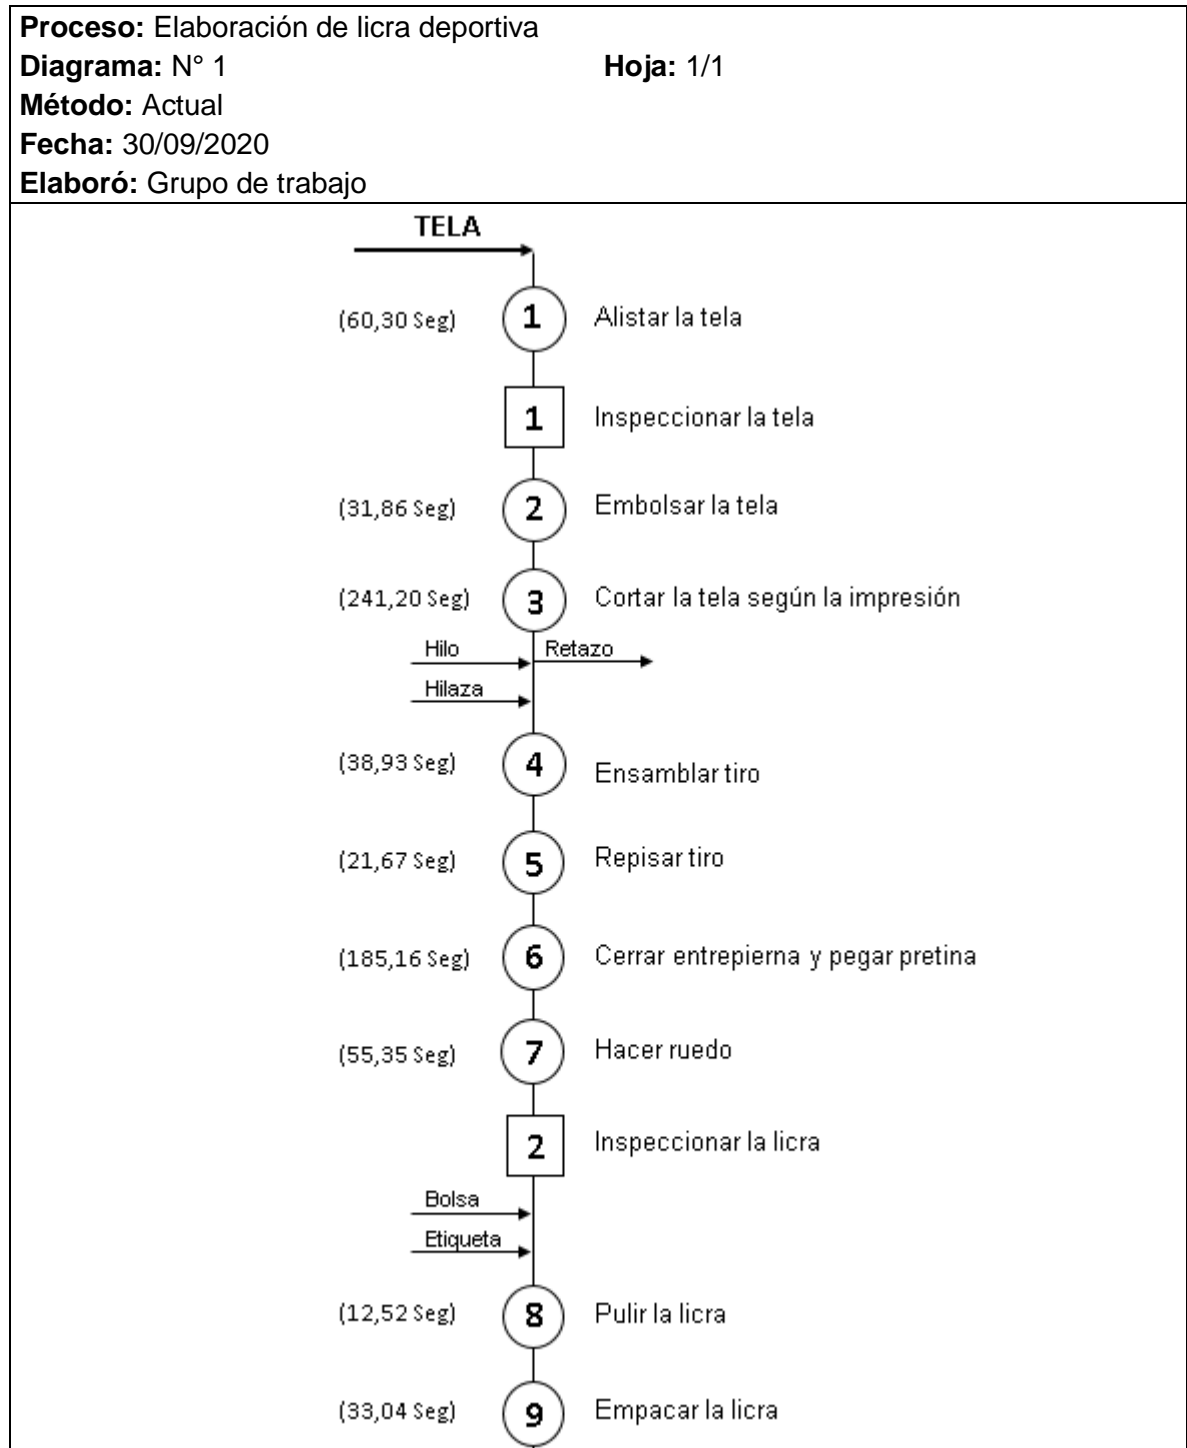 Proceso: Elaboración de licra deportiva
Diagrama: N° 1 Hoja: 1/1
Método: Actual
Fecha: 30/09/2020
Elaboró: Grupo de trabajo
TELA
(60,30 Seg) 1 Alistar la tela
1 Inspeccionar la tela
(31,86 Seg) 2 Embolsar la tela
(241,20 Seg) 3 Cortar la tela según la impresión
Hilo Retazo
Hilaza
(38,93 Seg) 4 Ensamblar tiro
(21,67 Seg) 5 Repisar tiro
(185,16 Seg) 6 Cerrar entrepierna y pegar pretina
(55,35 Seg) 7 Hacer ruedo
2 Inspeccionar la licra
Bolsa
Etiqueta
(12,52 Seg) 8 Pulir la licra
(33,04 Seg) 9 Empacar la licra